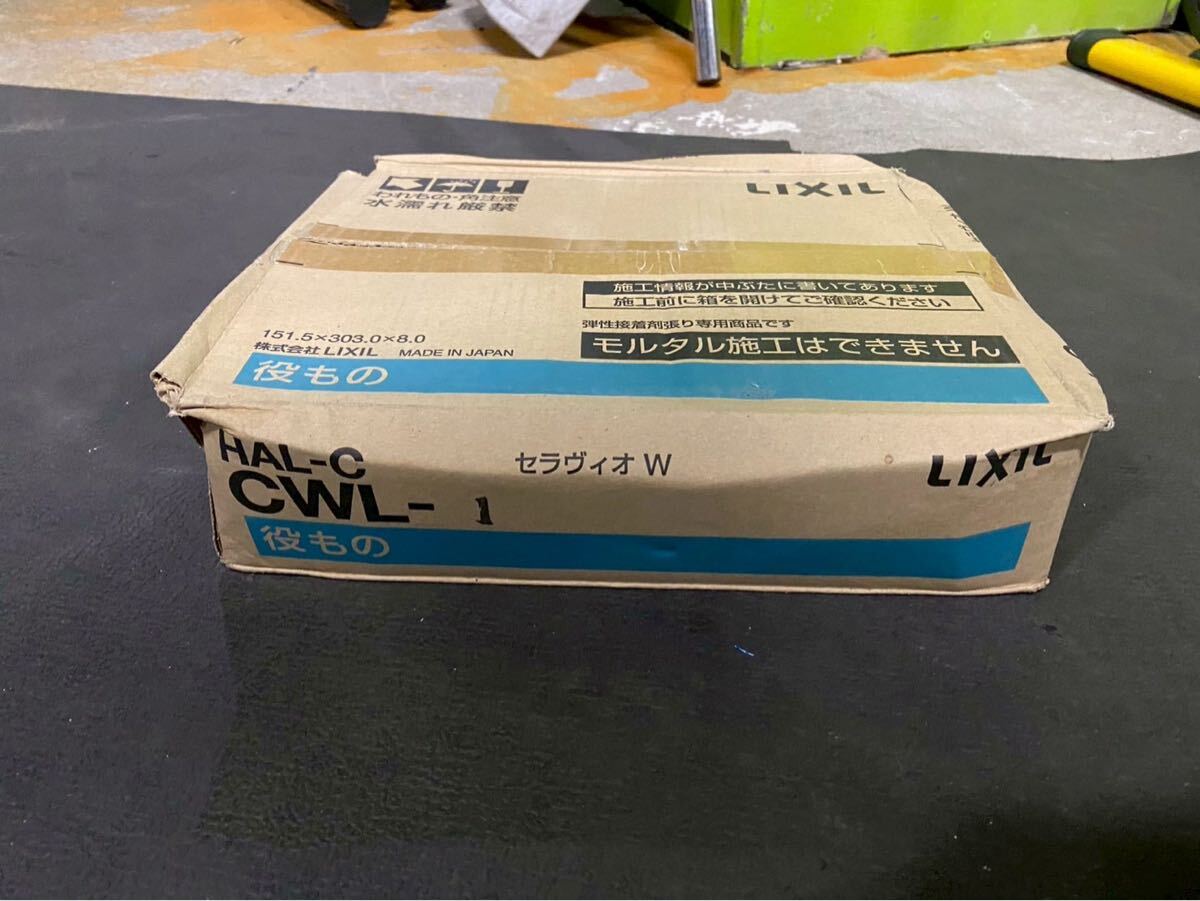 われもの・角注意
水濡れ厳禁
LIXIL
施工情報が中ぶたに書いてあります
施工前に箱を開けてご確認ください
弾性接着剤張り専用商品です
モルタル施工はできません
151.5×303.0×8.0
株式会社 LIXIL MADE IN JAPAN
役もの
HAL-C
CWL- 1
セラヴィオ W
LIXIL
役もの